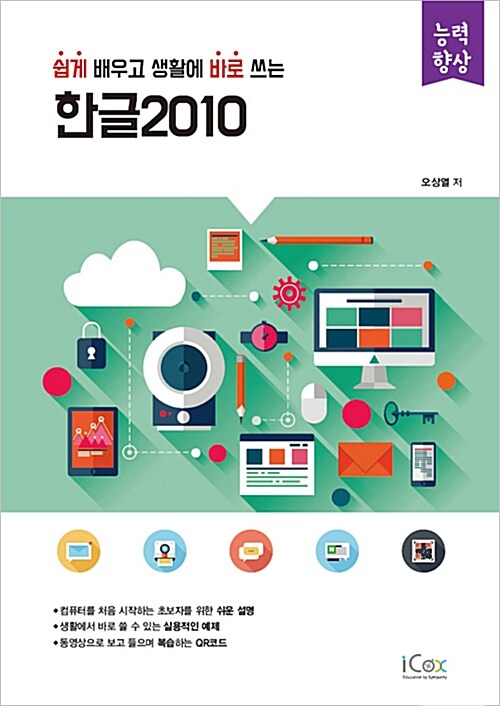 능력
향상
쉽게 배우고 생활에 바로 쓰는
한글2010
오상열 저
컴퓨터를 처음 시작하는 초보자를 위한 쉬운 설명
생활에서 바로 쓸 수 있는 실용적인 예제
동영상으로 보고 들으며 복습하는 QR코드
iCox
Education by Sympathy